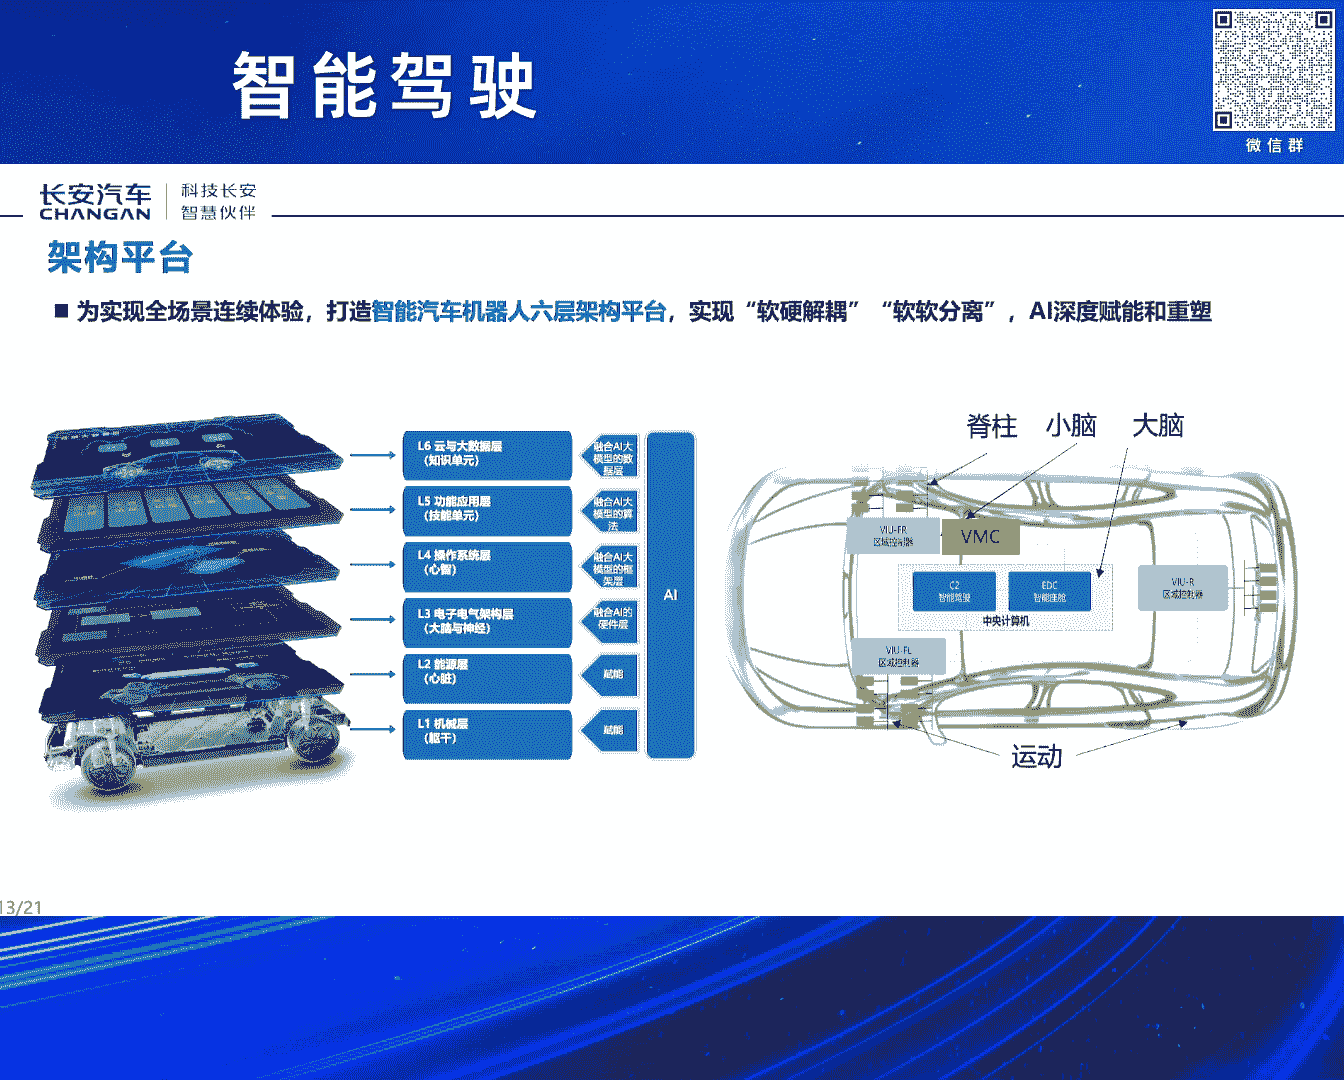 智能驾驶
微信群
长安汽车
CHANGAN
科技长安
智慧伙伴
架构平台
■ 为实现全场景连续体验，打造智能汽车机器人六层架构平台，实现“软硬解耦”“软软分离”，AI深度赋能和重塑
L6 云与大数据层
（知识单元）
融合AI大
模型的数
据层
L5 功能应用层
（技能单元）
融合AI大
模型的算
法
L4 操作系统层
（心智）
融合AI大
模型的框
架层
L3 电子电气架构层
（大脑与神经）
融合AI的
硬件层
L2 能源层
（心脏）
赋能
L1 机械层
（躯干）
赋能
AI
脊柱
小脑
大脑
VIU-FR
区域控制器
VMC
C2
智能驾驶
EDC
智能座舱
中央计算机
VIU-R
区域控制器
VIU-FL
区域控制器
运动
13/21